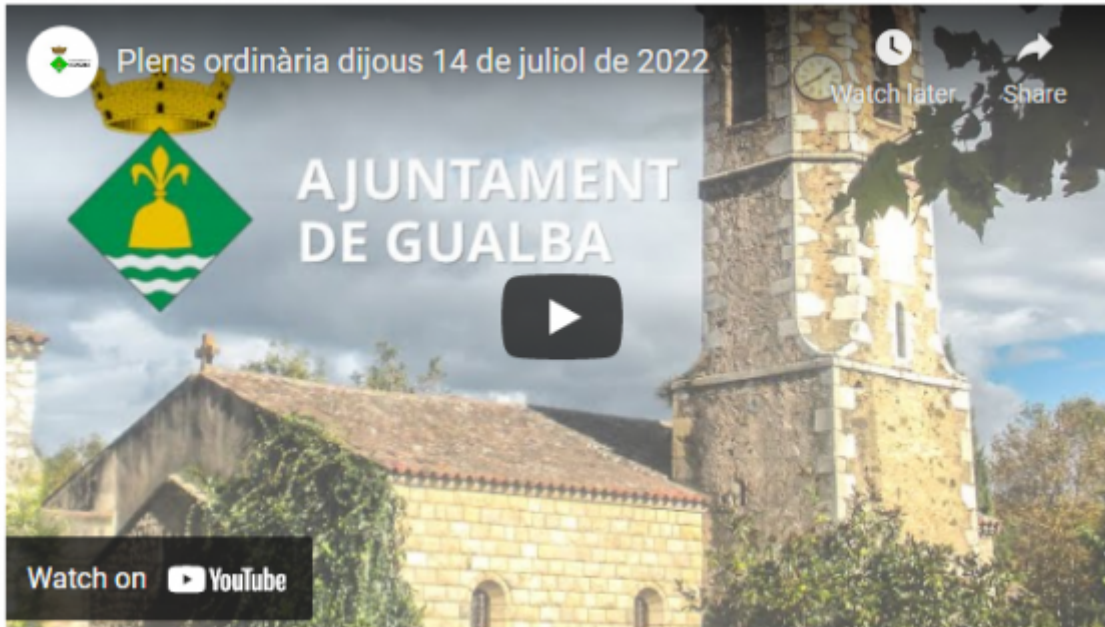 Plens ordinària dijous 14 de juliol de 2022
Watch later
Share
AJUNTAMENT
DE GUALBA
Watch on YouTube